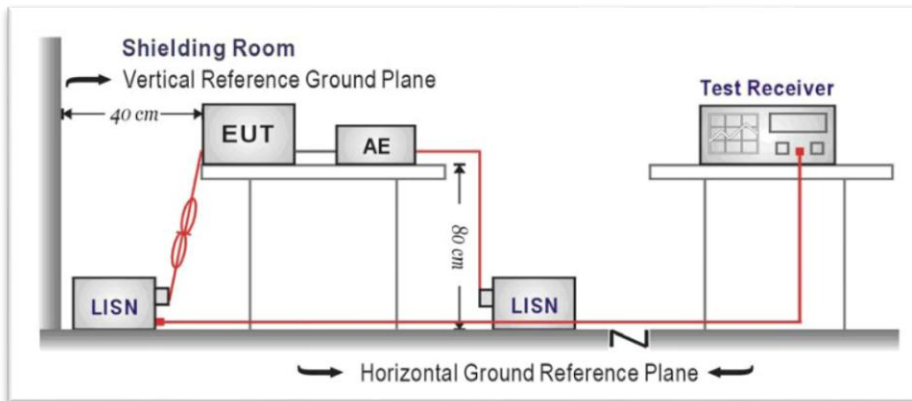 Shielding Room
Vertical Reference Ground Plane
Test Receiver
40 cm
EUT
AE
80 cm
LISN
LISN
Horizontal Ground Reference Plane